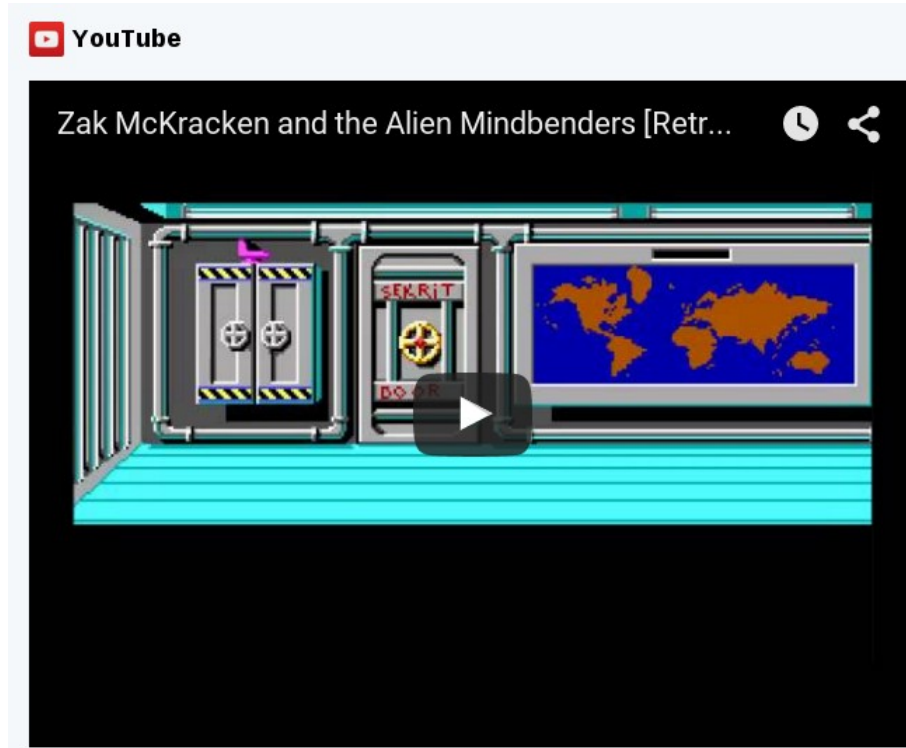 YouTube
Zak McKracken and the Alien Mindbenders [Retr...
SEKRiT
DOOR